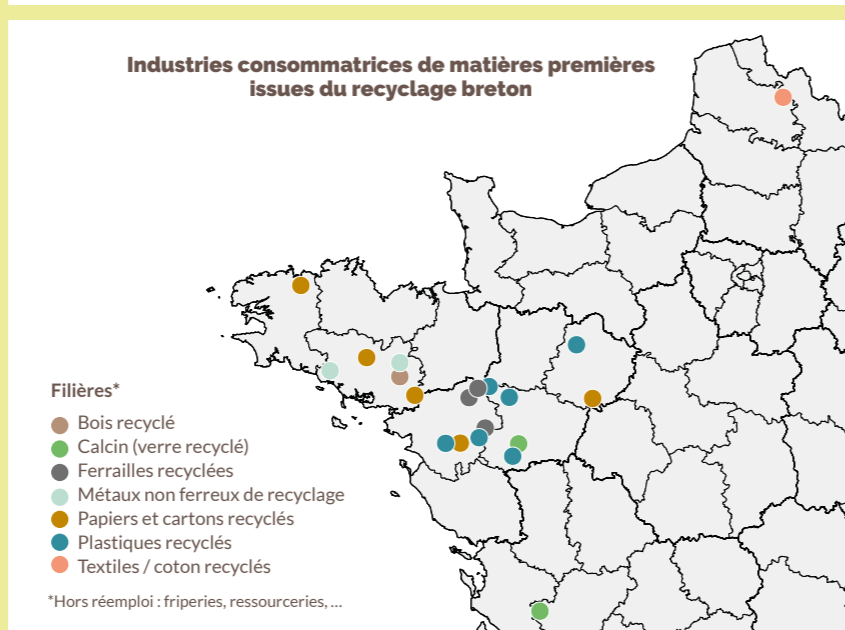 Industries consommatrices de matières premières
issues du recyclage breton
Filières*
Bois recyclé
Calcin (verre recyclé)
Ferrailles recyclées
Métaux non ferreux de recyclage
Papiers et cartons recyclés
Plastiques recyclés
Textiles / coton recyclés
*Hors réemploi : friperies, ressourceries, ...